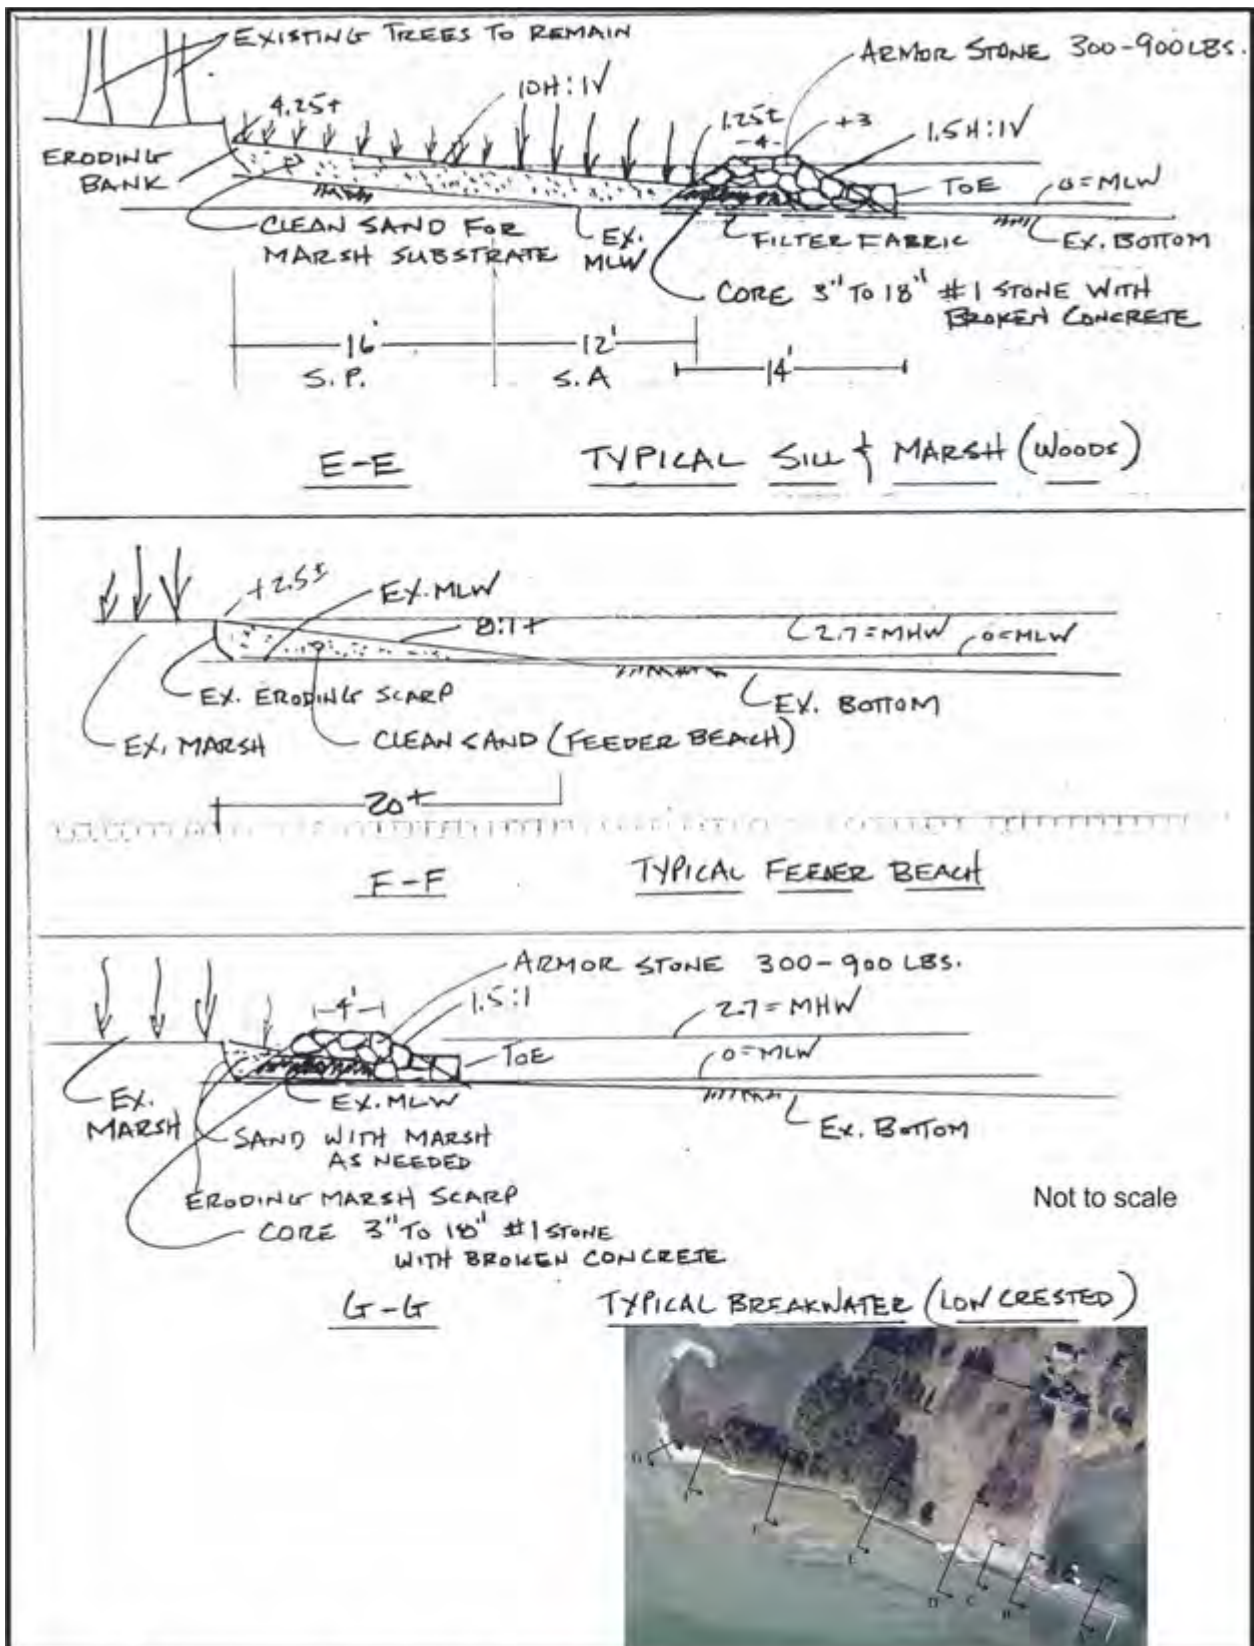 EXISTING TREES TO REMAIN
ARMOR STONE 300-900 LBS.
4.25±
10H:1V
1.25±
4
+3
1.5H:1V
ERODING
BANK
TOE
0=MLW
CLEAN SAND FOR
MARSH SUBSTRATE
EX.
MLW
FILTER FABRIC
EX. BOTTOM
CORE 3" TO 18" #1 STONE WITH
BROKEN CONCRETE
16'
12'
14'
S.P.
S.A
E-E
TYPICAL SILL & MARSH (WOODS)
+2.5±
EX. MLW
8:1±
2.7=MHW
0=MLW
EX. ERODING SCARP
EX. BOTTOM
EX. MARSH
CLEAN SAND (FEEDER BEACH)
20±
F-F
TYPICAL FEEDER BEACH
ARMOR STONE 300-900 LBS.
4'
1.5:1
2.7=MHW
TOE
0=MLW
EX.
MARSH
EX. MLW
EX. BOTTOM
SAND WITH MARSH
AS NEEDED
ERODING MARSH SCARP
Not to scale
CORE 3" TO 18" #1 STONE
WITH BROKEN CONCRETE
G-G
TYPICAL BREAKWATER (LOW CRESTED)
G
E
D
C
B